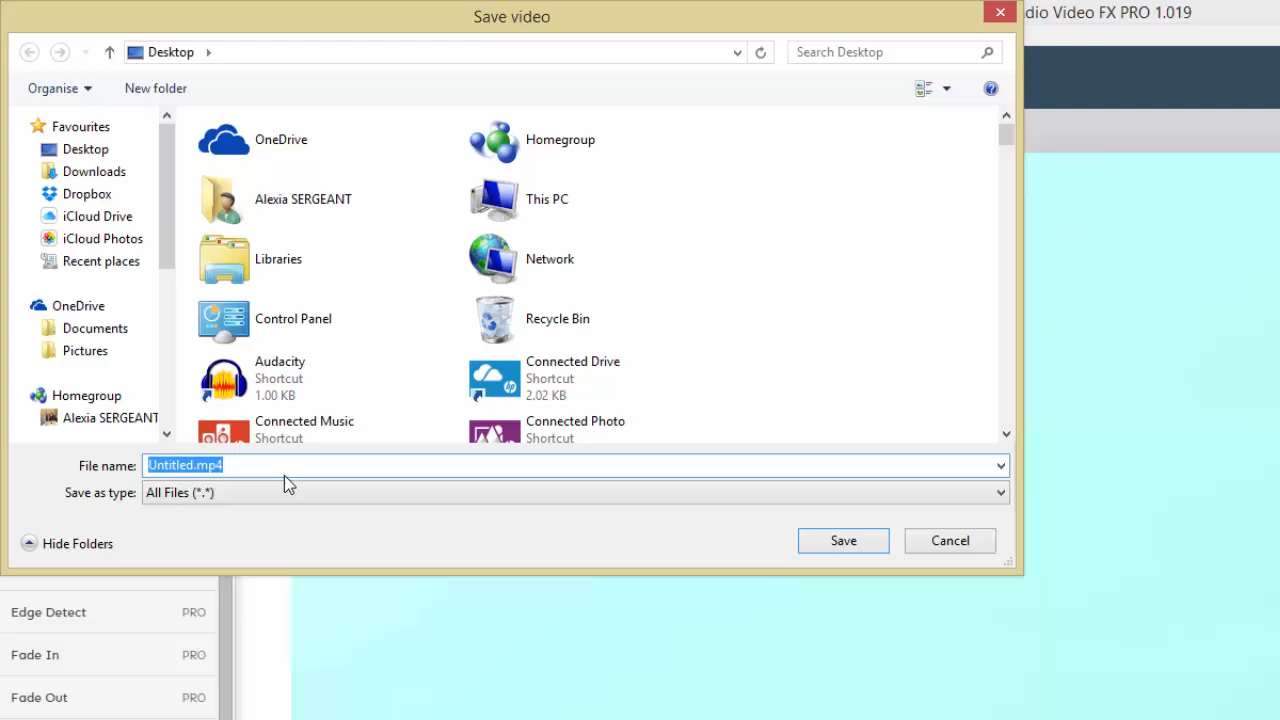 Save video
dio Video FX PRO 1.019
Desktop
Search Desktop
Organise
New folder
Favourites
Desktop
Downloads
Dropbox
iCloud Drive
iCloud Photos
Recent places
OneDrive
Documents
Pictures
Homegroup
Alexia SERGEANT
OneDrive
Homegroup
Alexia SERGEANT
This PC
Libraries
Network
Control Panel
Recycle Bin
Audacity
Shortcut
1.00 KB
Connected Drive
Shortcut
2.02 KB
Connected Music
Shortcut
Connected Photo
Shortcut
File name: Untitled.mp4
Save as type: All Files (*.*)
Hide Folders
Save
Cancel
Edge Detect PRO
Fade In PRO
Fade Out PRO